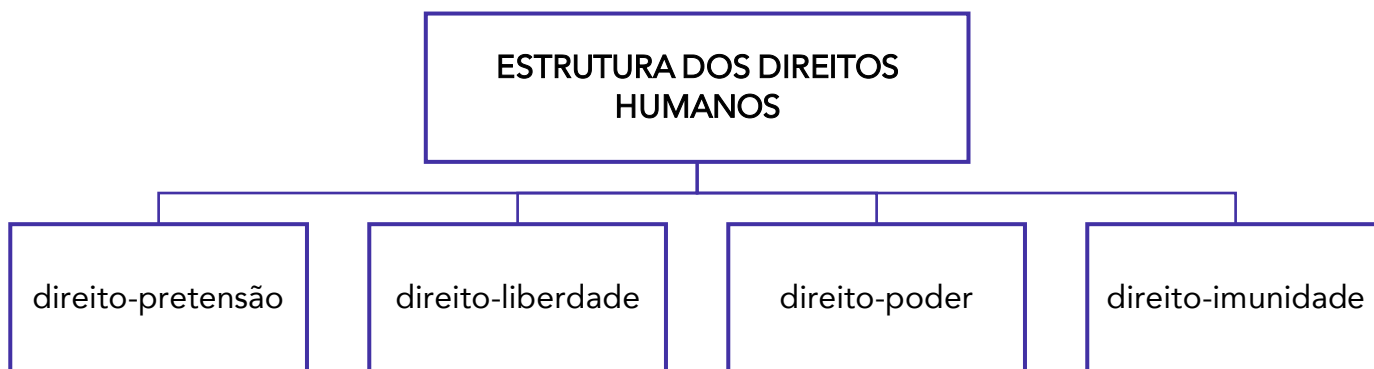 ESTRUTURA DOS DIREITOS
HUMANOS
direito-pretensão
direito-liberdade
direito-poder
direito-imunidade